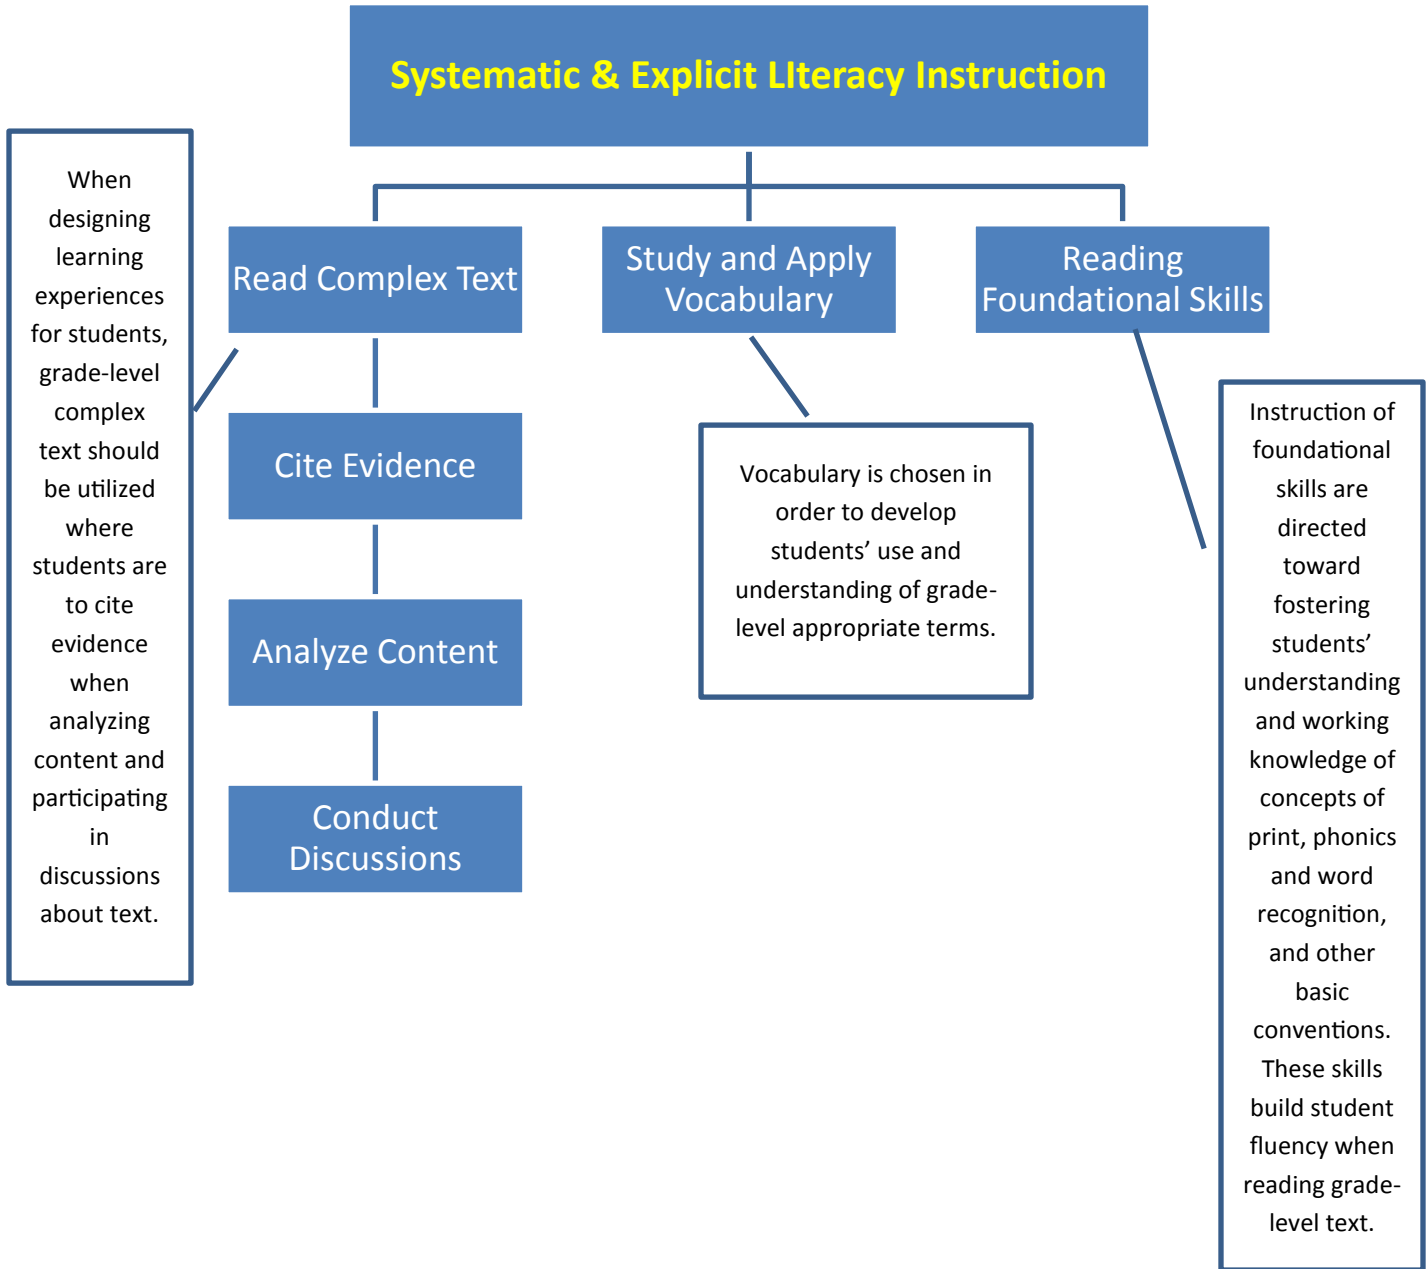 Systematic & Explicit LIteracy Instruction
When
designing
learning
experiences
for students,
grade-level
complex
text should
be utilized
where
students are
to cite
evidence
when
analyzing
content and
participating
in
discussions
about text.
Read Complex Text
Cite Evidence
Analyze Content
Conduct
Discussions
Study and Apply
Vocabulary
Vocabulary is chosen in
order to develop
students’ use and
understanding of grade-
level appropriate terms.
Reading
Foundational Skills
Instruction of
foundational
skills are
directed
toward
fostering
students’
understanding
and working
knowledge of
concepts of
print, phonics
and word
recognition,
and other
basic
conventions.
These skills
build student
fluency when
reading grade-
level text.